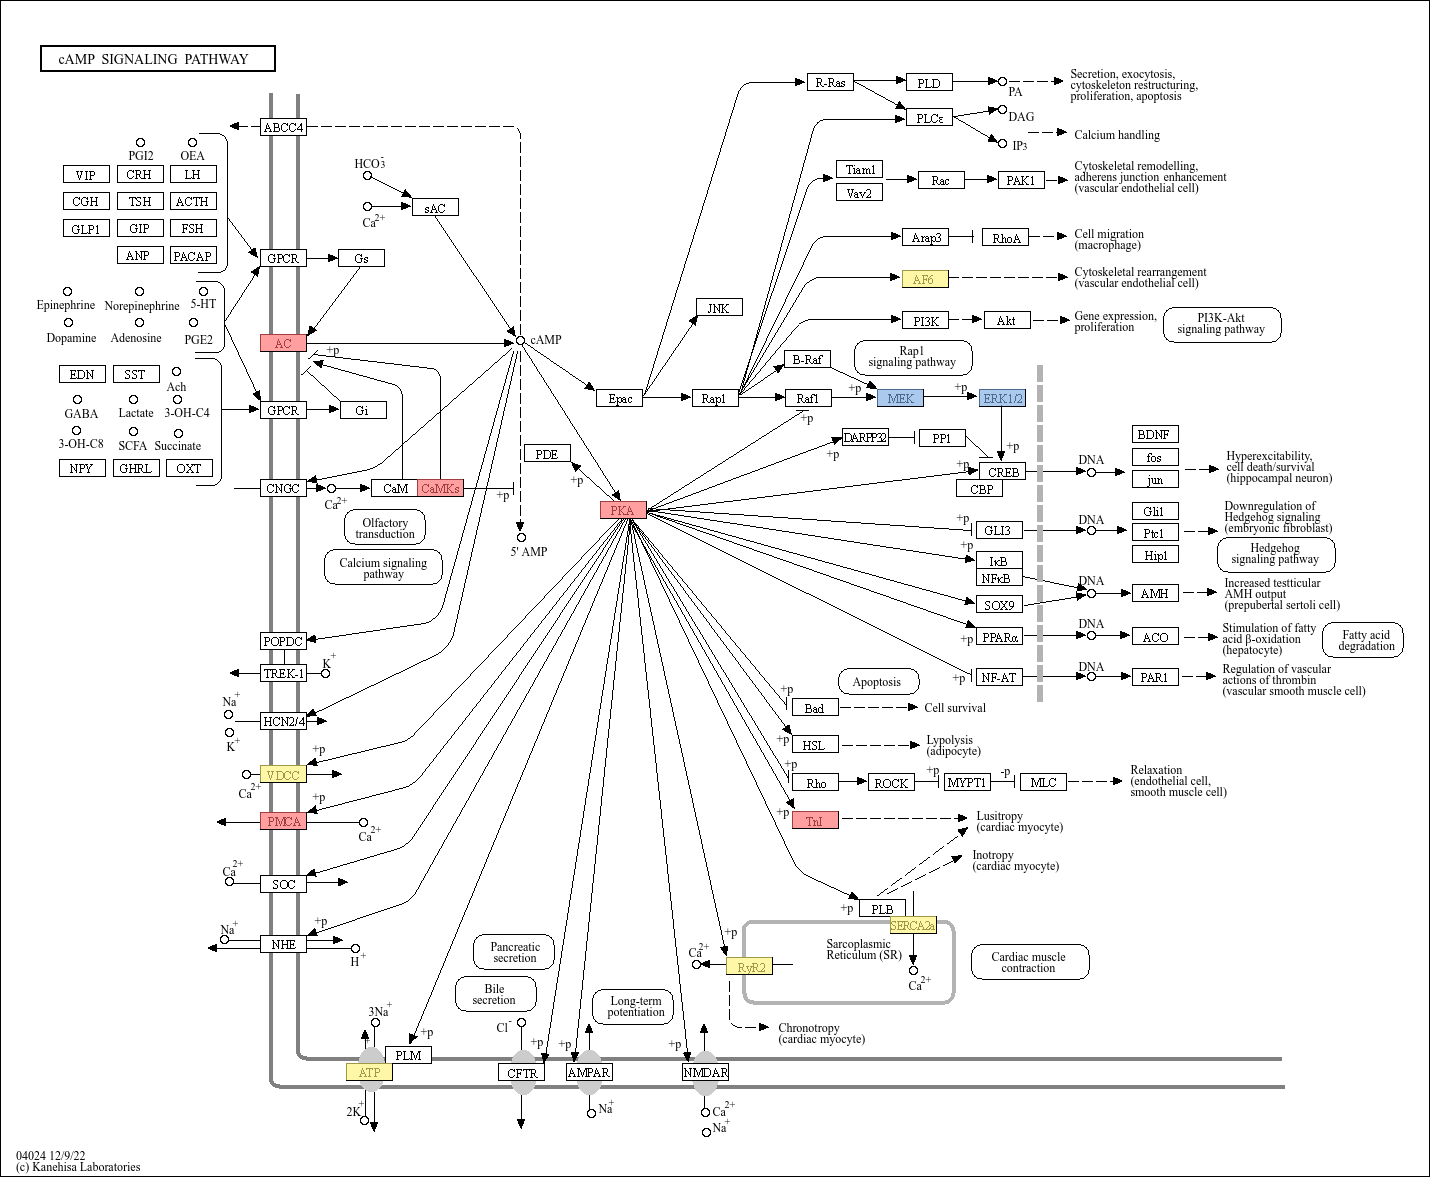 cAMP SIGNALING PATHWAY
ABCC4
PGI2
OEA
VIP
CRH
LH
CGH
TSH
ACTH
GLP1
GIP
FSH
ANP
PACAP
Epinephrine
Norepinephrine
5-HT
Dopamine
Adenosine
PGE2
EDN
SST
Ach
GABA
Lactate
3-OH-C4
3-OH-C8
SCFA
Succinate
NPY
GHRL
OXT
HCO3-
Ca2+
sAC
GPCR
Gs
AC
+p
cAMP
GPCR
Gi
CNGC
Ca2+
CaM
CaMKs
+p
Olfactory
transduction
Calcium signaling
pathway
PDE
+p
5' AMP
PKA
POPDC
TREK-1
K+
Na+
K+
HCN2/4
+p
VDCC
Ca2+
+p
PMCA
Ca2+
Ca2+
SOC
Na+
+p
NHE
H+
Epac
JNK
Rap1
R-Ras
PLD
PA
Secretion, exocytosis,
cytoskeleton restructuring,
proliferation, apoptosis
PLCε
DAG
IP3
Calcium handling
Tiam1
Vav2
Rac
PAK1
Cytoskeletal remodelling,
adherens junction enhancement
(vascular endothelial cell)
Arap3
RhoA
Cell migration
(macrophage)
AF6
Cytoskeletal rearrangement
(vascular endothelial cell)
PI3K
Akt
Gene expression,
proliferation
PI3K-Akt
signaling pathway
B-Raf
Rap1
signaling pathway
Raf1
+p
+p
MEK
+p
ERK1/2
DARPP32
+p
PP1
+p
+p
CREB
CBP
DNA
BDNF
fos
jun
Hyperexcitability,
cell death/survival
(hippocampal neuron)
+p
GLI3
DNA
Gli1
Ptc1
Hip1
Downregulation of
Hedgehog signaling
(embryonic fibroblast)
Hedgehog
signaling pathway
+p
IκB
NFκB
SOX9
DNA
AMH
Increased testticular
AMH output
(prepubertal sertoli cell)
+p
PPARα
DNA
ACO
Stimulation of fatty
acid β-oxidation
(hepatocyte)
Fatty acid
degradation
+p
NF-AT
DNA
PAR1
Regulation of vascular
actions of thrombin
(vascular smooth muscle cell)
Apoptosis
+p
Bad
Cell survival
+p
HSL
Lypolysis
(adipocyte)
+p
Rho
ROCK
+p
MYPT1
-p
MLC
Relaxation
(endothelial cell,
smooth muscle cell)
+p
TnI
Lusitropy
(cardiac myocyte)
Inotropy
(cardiac myocyte)
+p
PLB
SERCA2a
Sarcoplasmic
Reticulum (SR)
Ca2+
Cardiac muscle
contraction
+p
Ca2+
RyR2
Chronotropy
(cardiac myocyte)
Pancreatic
secretion
Bile
secretion
Long-term
potentiation
3Na+
+p
PLM
ATP
2K+
Cl-
+p
CFTR
+p
AMPAR
Na+
+p
NMDAR
Ca2+
Na+
04024 12/9/22
(c) Kanehisa Laboratories